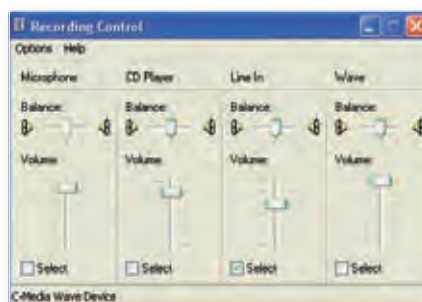 Recording Control
Options Help
Microphone CD Player Line In Wave
Balance: Balance: Balance: Balance:
Volume: Volume: Volume: Volume:
Select Select Select Select
C-Media Wave Device